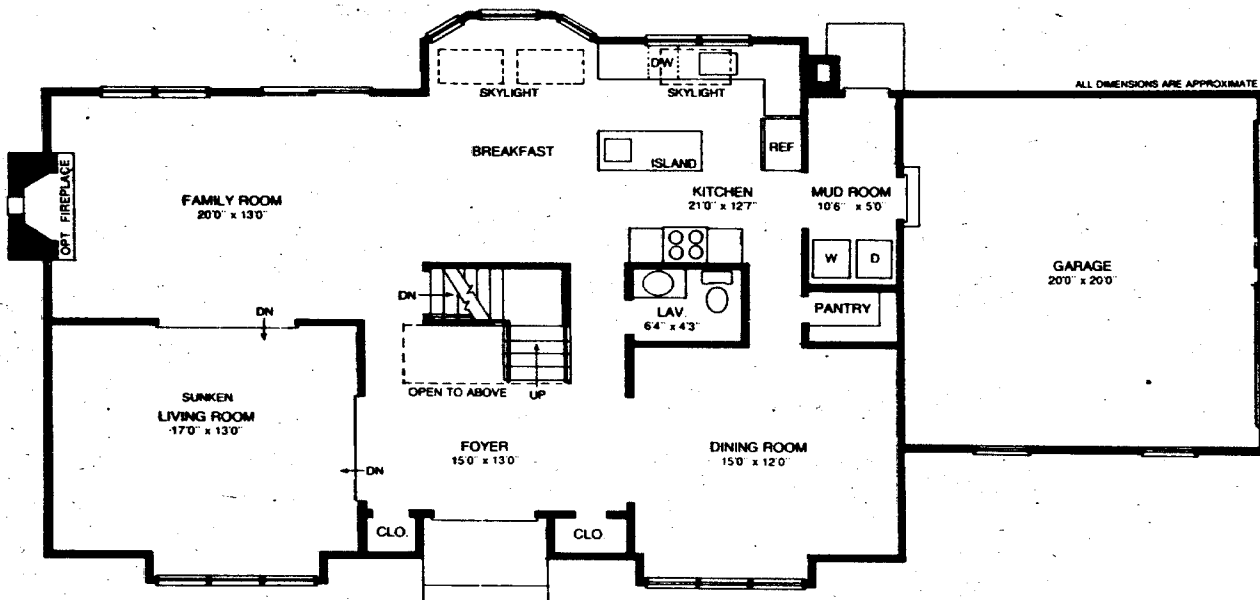 ALL DIMENSIONS ARE APPROXIMATE
DW
SKYLIGHT
SKYLIGHT
BREAKFAST
ISLAND
REF
OPT FIREPLACE
FAMILY ROOM
20'0" x 13'0"
KITCHEN
21'0" x 12'7"
MUD ROOM
10'6" x 5'0"
W
D
GARAGE
20'0" x 20'0"
DN
DN
LAV.
6'4" x 4'3"
PANTRY
OPEN TO ABOVE
UP
SUNKEN
LIVING ROOM
17'0" x 13'0"
FOYER
15'0" x 13'0"
DINING ROOM
15'0" x 12'0"
DN
CLO.
CLO.